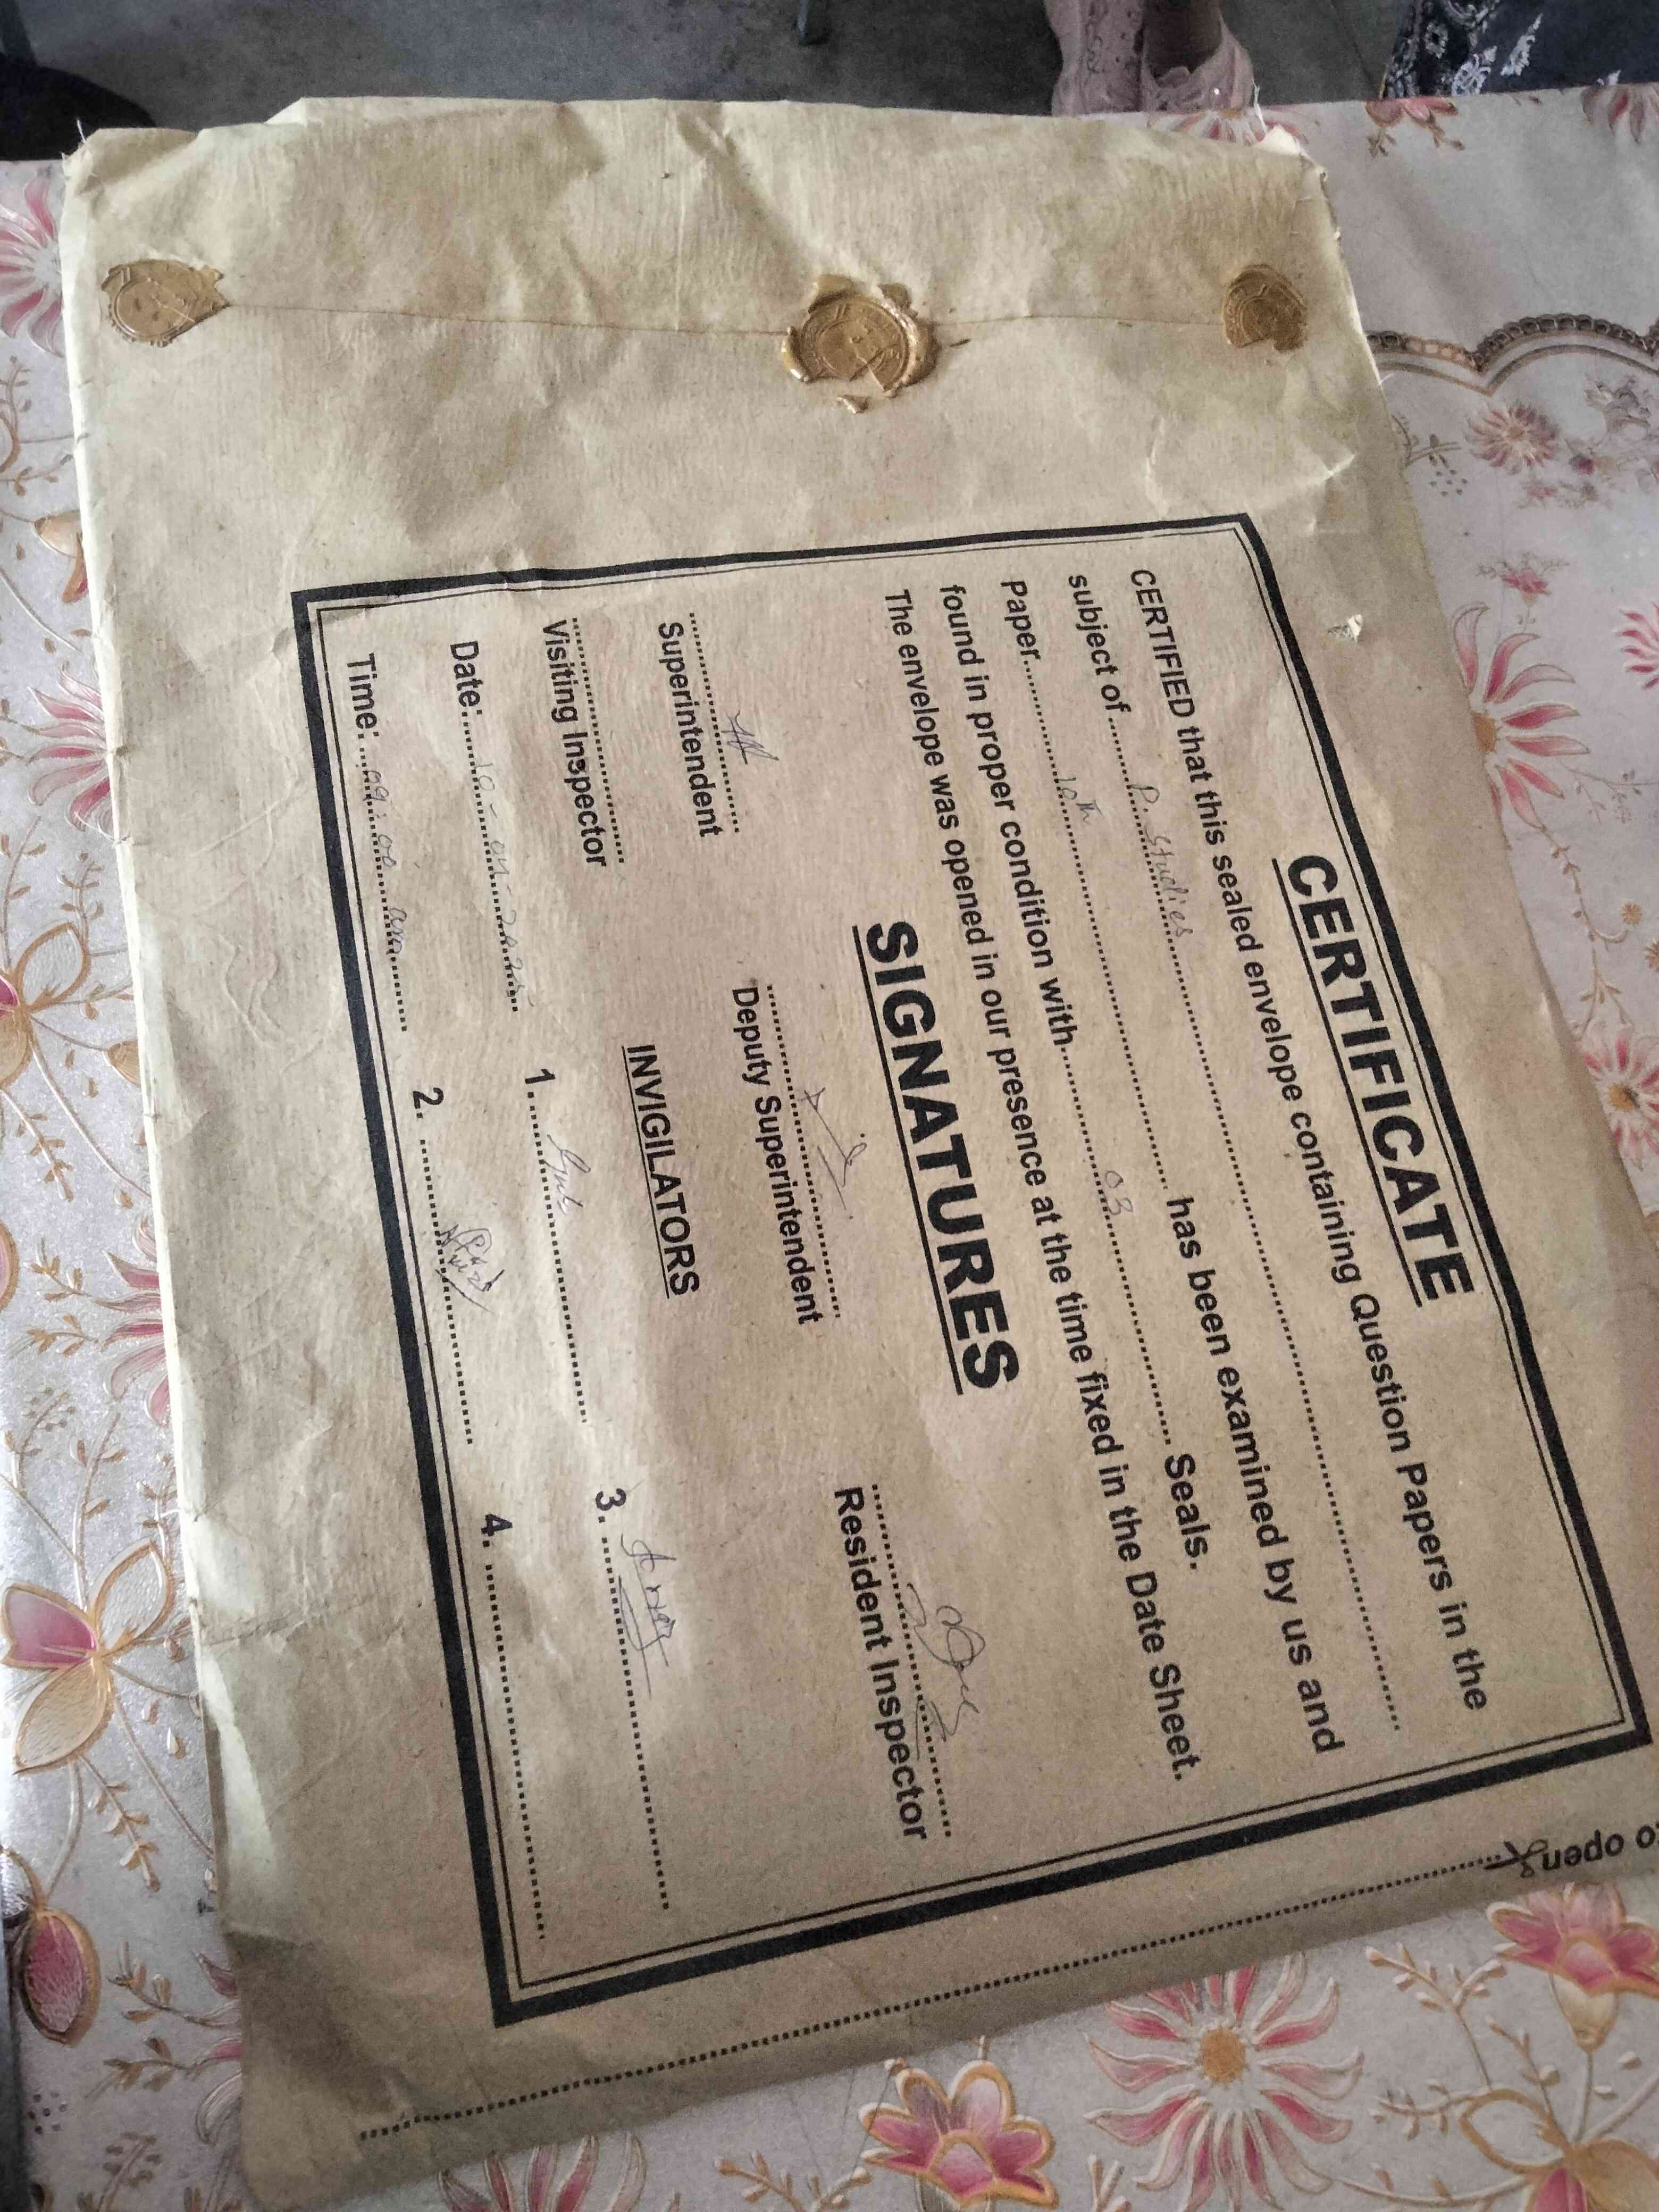 CERTIFICATE
CERTIFIED that this sealed envelope containing Question Papers in the
subject of P. Studies
Paper 10th has been examined by us and
found in proper condition with 03 Seals.
The envelope was opened in our presence at the time fixed in the Date Sheet.
SIGNATURES
Superintendent Deputy Superintendent Resident Inspector
Visiting Inspector INVIGILATORS
Date: 1. 3.
Time: 09:00 am 2. 4.
to open